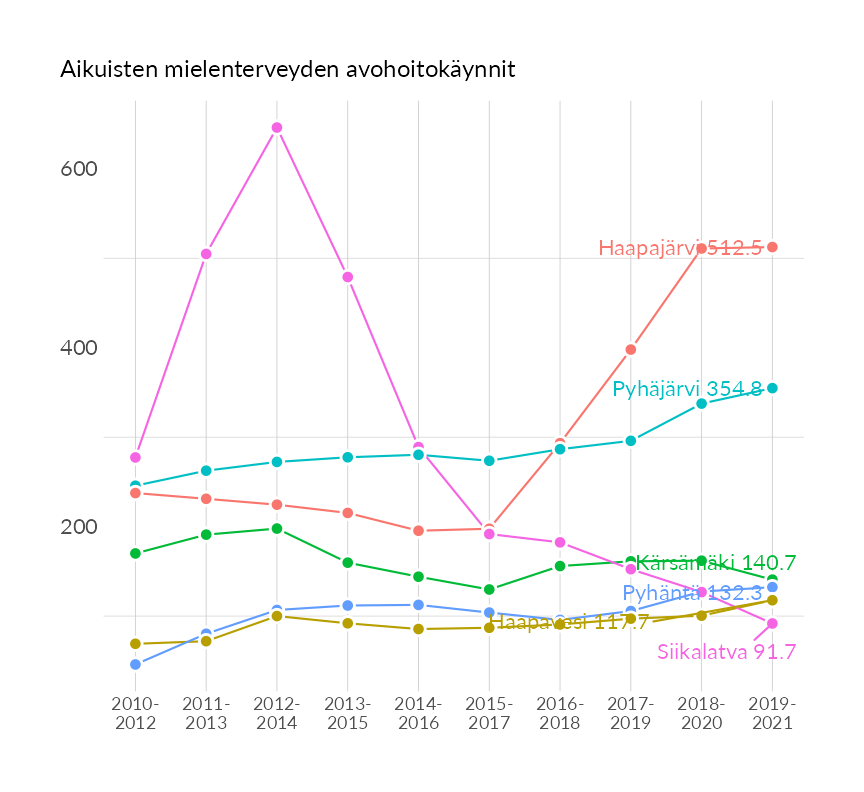 Aikuisten mielenterveyden avohoitokäynnit
600
Haapajärvi 512.5
400
Pyhäjärvi 354.8
200
Kärsämäki 140.7
Pyhäntä 132.3
Haapavesi 117.7
Siikalatva 91.7
2010- 2011- 2012- 2013- 2014- 2015- 2016- 2017- 2018- 2019-
2012 2013 2014 2015 2016 2017 2018 2019 2020 2021